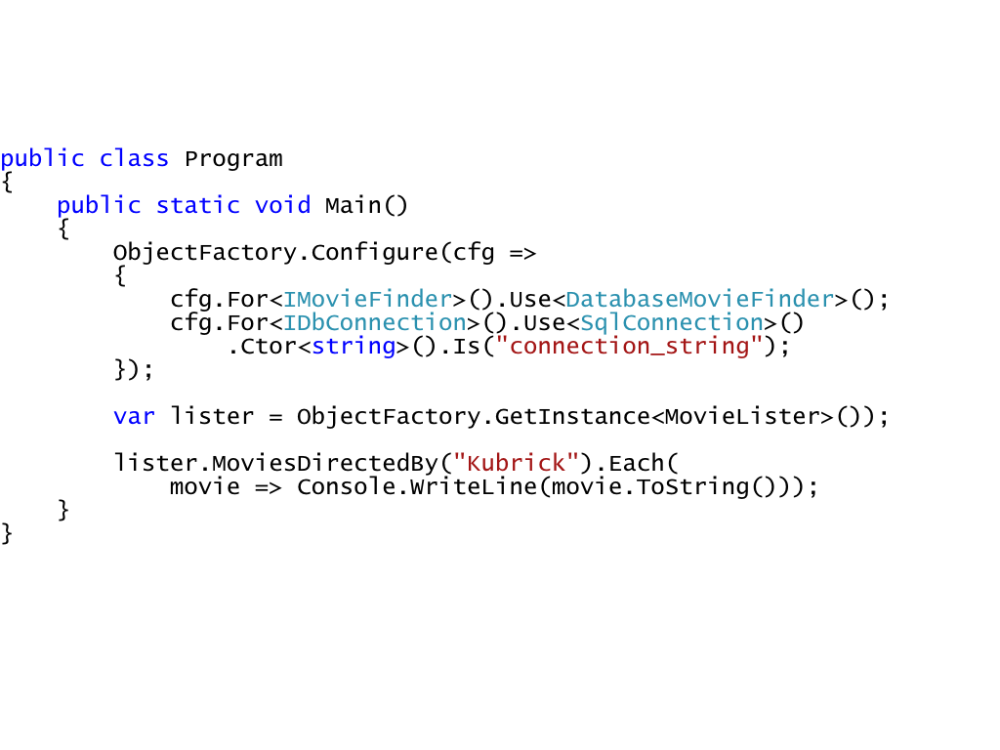 public class Program
{
    public static void Main()
    {
        ObjectFactory.Configure(cfg =>
        {
            cfg.For<IMovieFinder>().Use<DatabaseMovieFinder>();
            cfg.For<IDbConnection>().Use<SqlConnection>()
                .Ctor<string>().Is("connection_string");
        });

        var lister = ObjectFactory.GetInstance<MovieLister>());

        lister.MoviesDirectedBy("Kubrick").Each(
            movie => Console.WriteLine(movie.ToString()));
    }
}